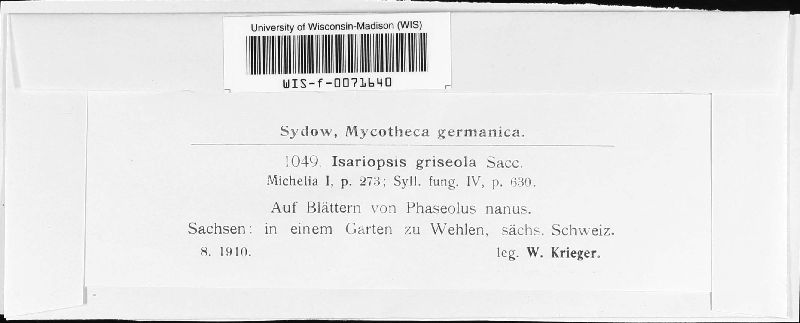 University of Wisconsin-Madison (WIS)
WIS-f-0071640
Sydow, Mycotheca germanica.
1049. Isariopsis griseola Sacc.
Michelia I, p. 273; Syll. fung. IV, p. 630.
Auf Blättern von Phaseolus nanus.
Sachsen: in einem Garten zu Wehlen, sächs. Schweiz.
8. 1910. leg. W. Krieger.